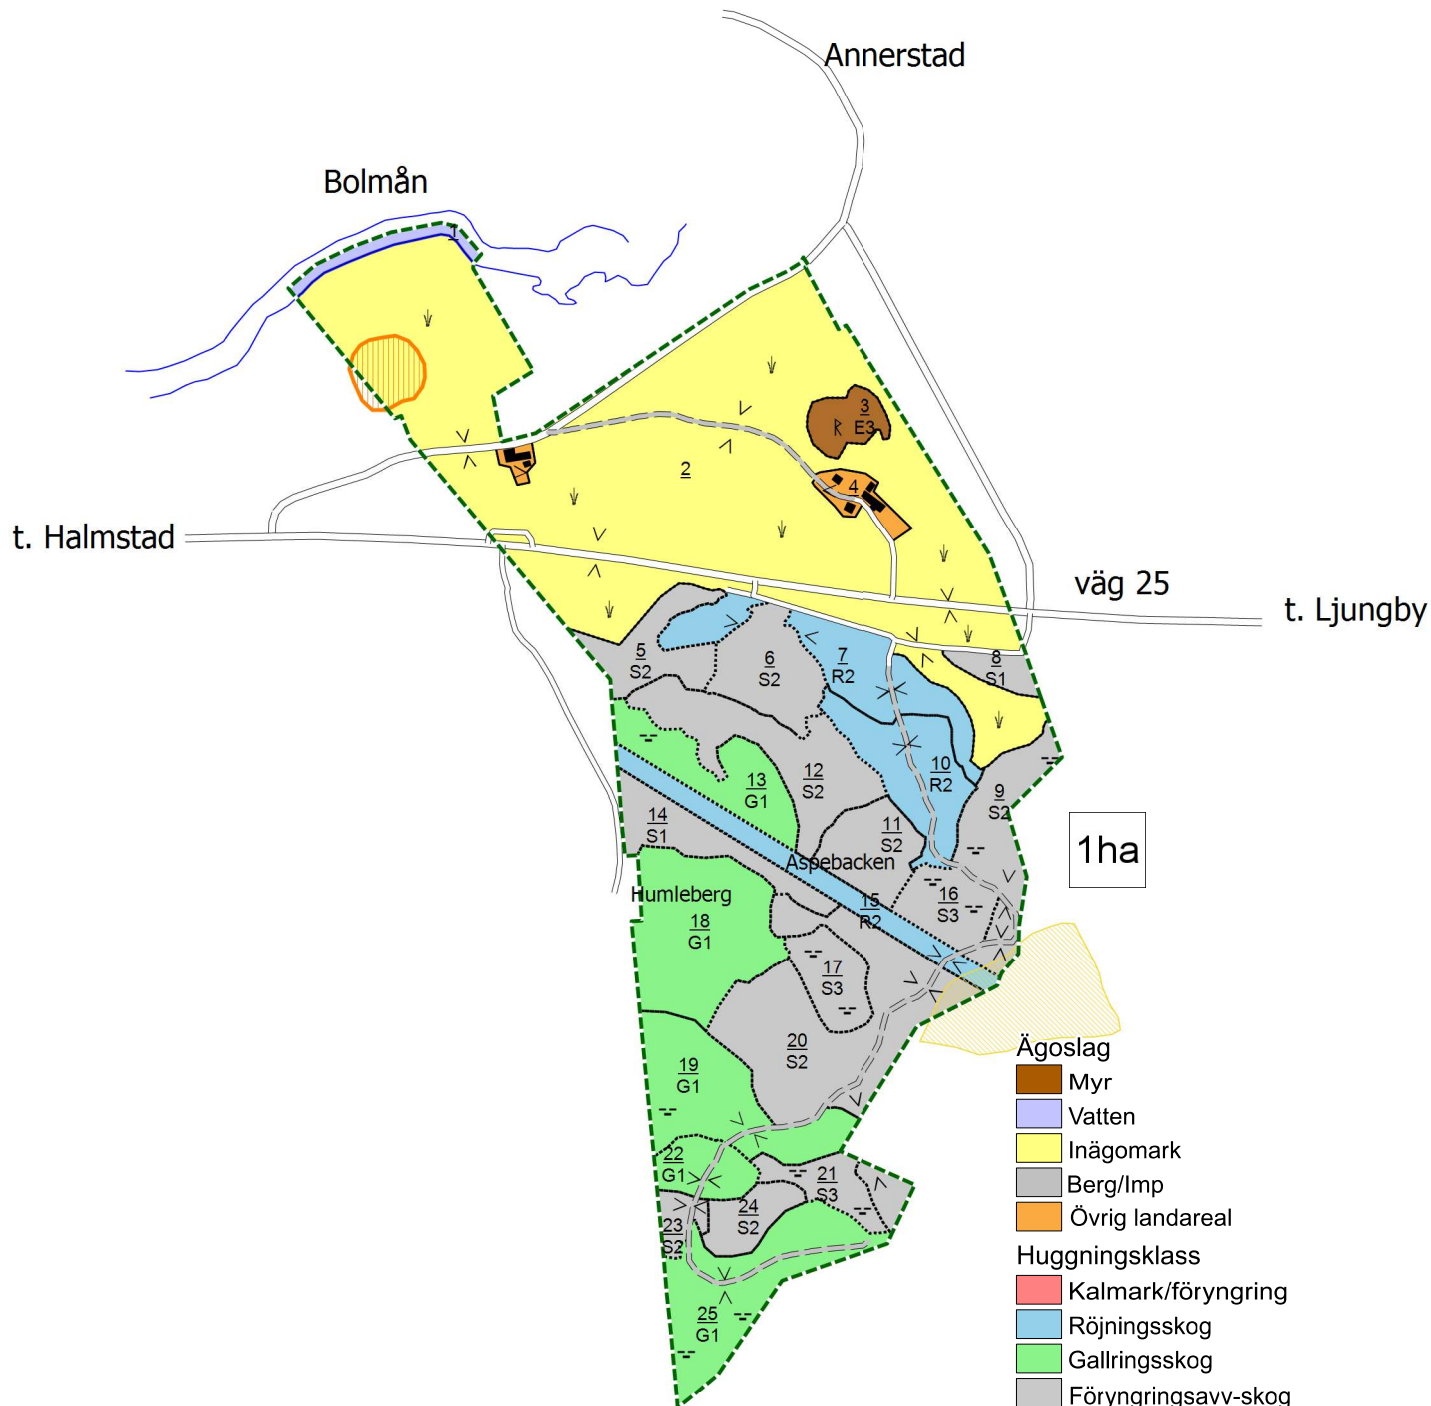 Annerstad
Bolmån
1
3
E3
2
4
t. Halmstad
väg 25
t. Ljungby
5
S2
6
S2
7
R2
8
S1
9
S2
10
R2
11
S2
12
S2
13
G1
14
S1
1ha
Aspebacken
Humleberg
15
R2
16
S3
17
S3
18
G1
19
G1
20
S2
21
S3
22
G1
23
S2
24
S2
25
G1
Ägoslag
Myr
Vatten
Inägomark
Berg/Imp
Övrig landareal
Huggningsklass
Kalmark/föryngring
Röjningsskog
Gallringsskog
Föryngringsavv-skog